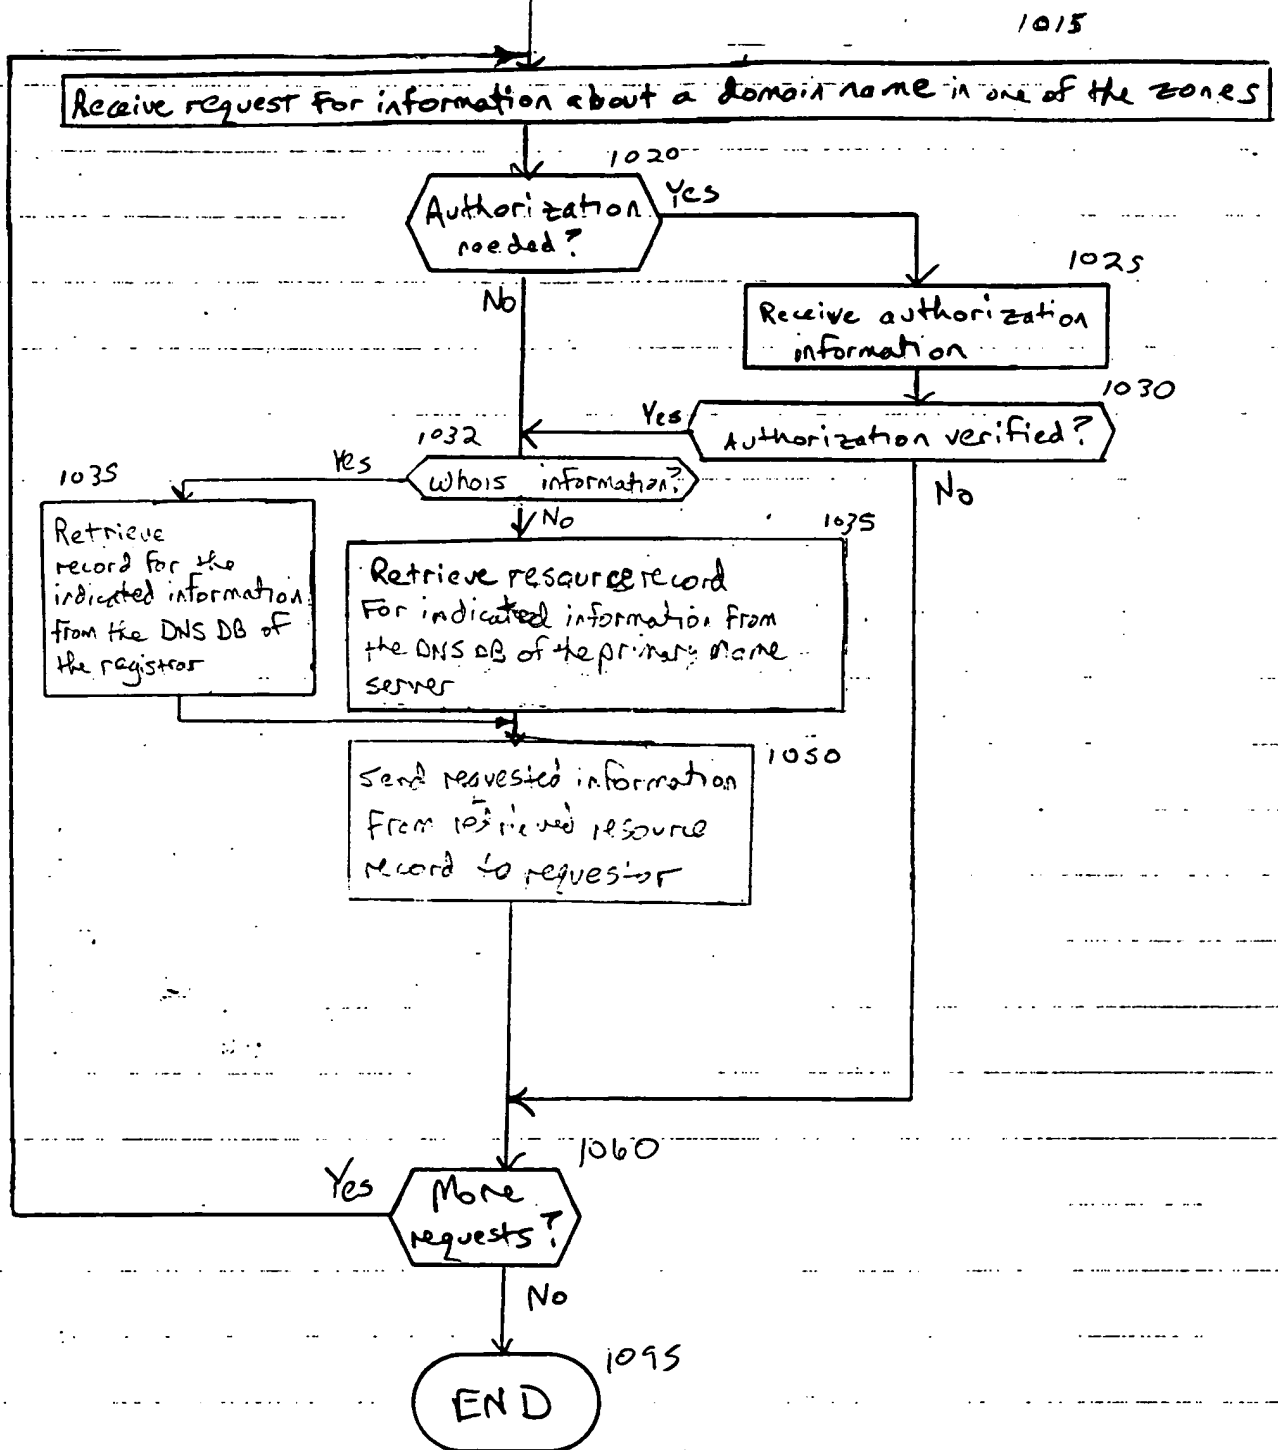 1015
Receive request for information about a domain name in one of the zones
1020
Authorization
needed?
Yes
No
1025
Receive authorization
information
1030
Authorization verified?
Yes
No
1032
whois information?
Yes
No
1035
Retrieve
record for the
indicated information
from the DNS DB of
the registrar
1035
Retrieve resource record
For indicated information from
the DNS DB of the primary name
server
1050
Send requested information
From retrieved resource
record to requestor
1060
More
requests?
Yes
No
1095
END